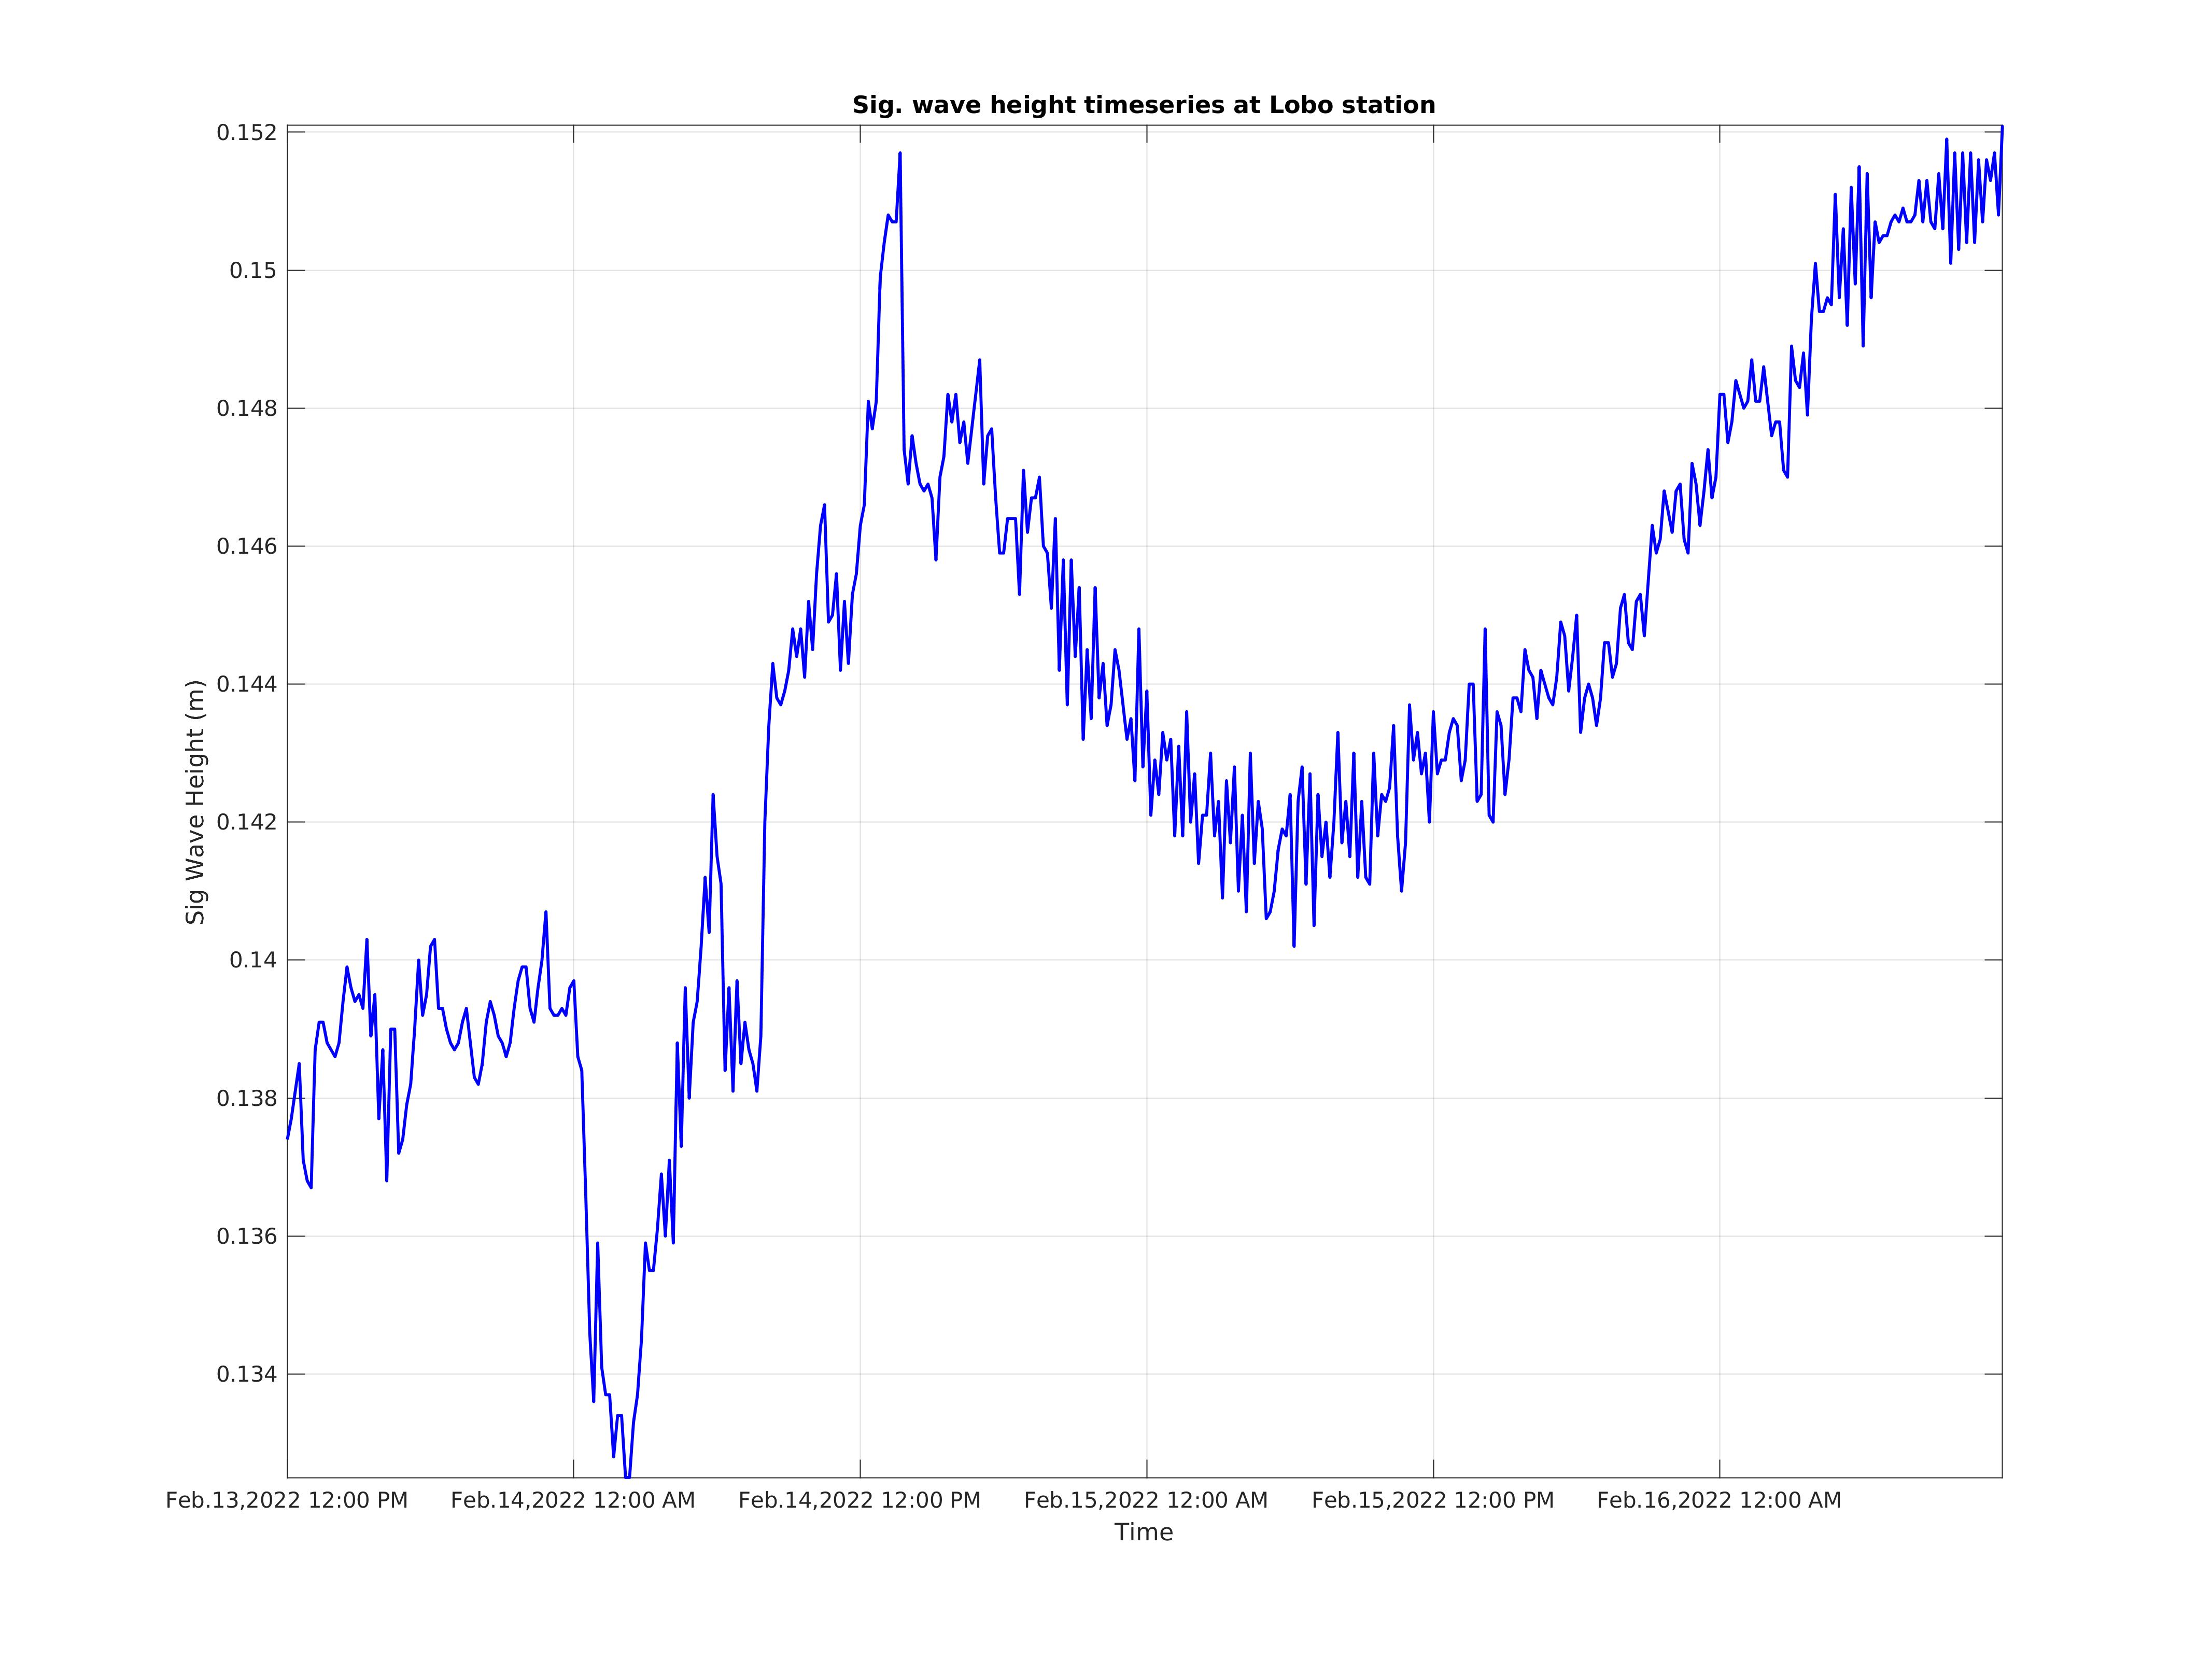 Sig. wave height timeseries at Lobo station
0.152
0.15
0.148
0.146
0.144
0.142
0.14
0.138
0.136
0.134
Sig Wave Height (m)
Feb.13,2022 12:00 PM
Feb.14,2022 12:00 AM
Feb.14,2022 12:00 PM
Feb.15,2022 12:00 AM
Feb.15,2022 12:00 PM
Feb.16,2022 12:00 AM
Time